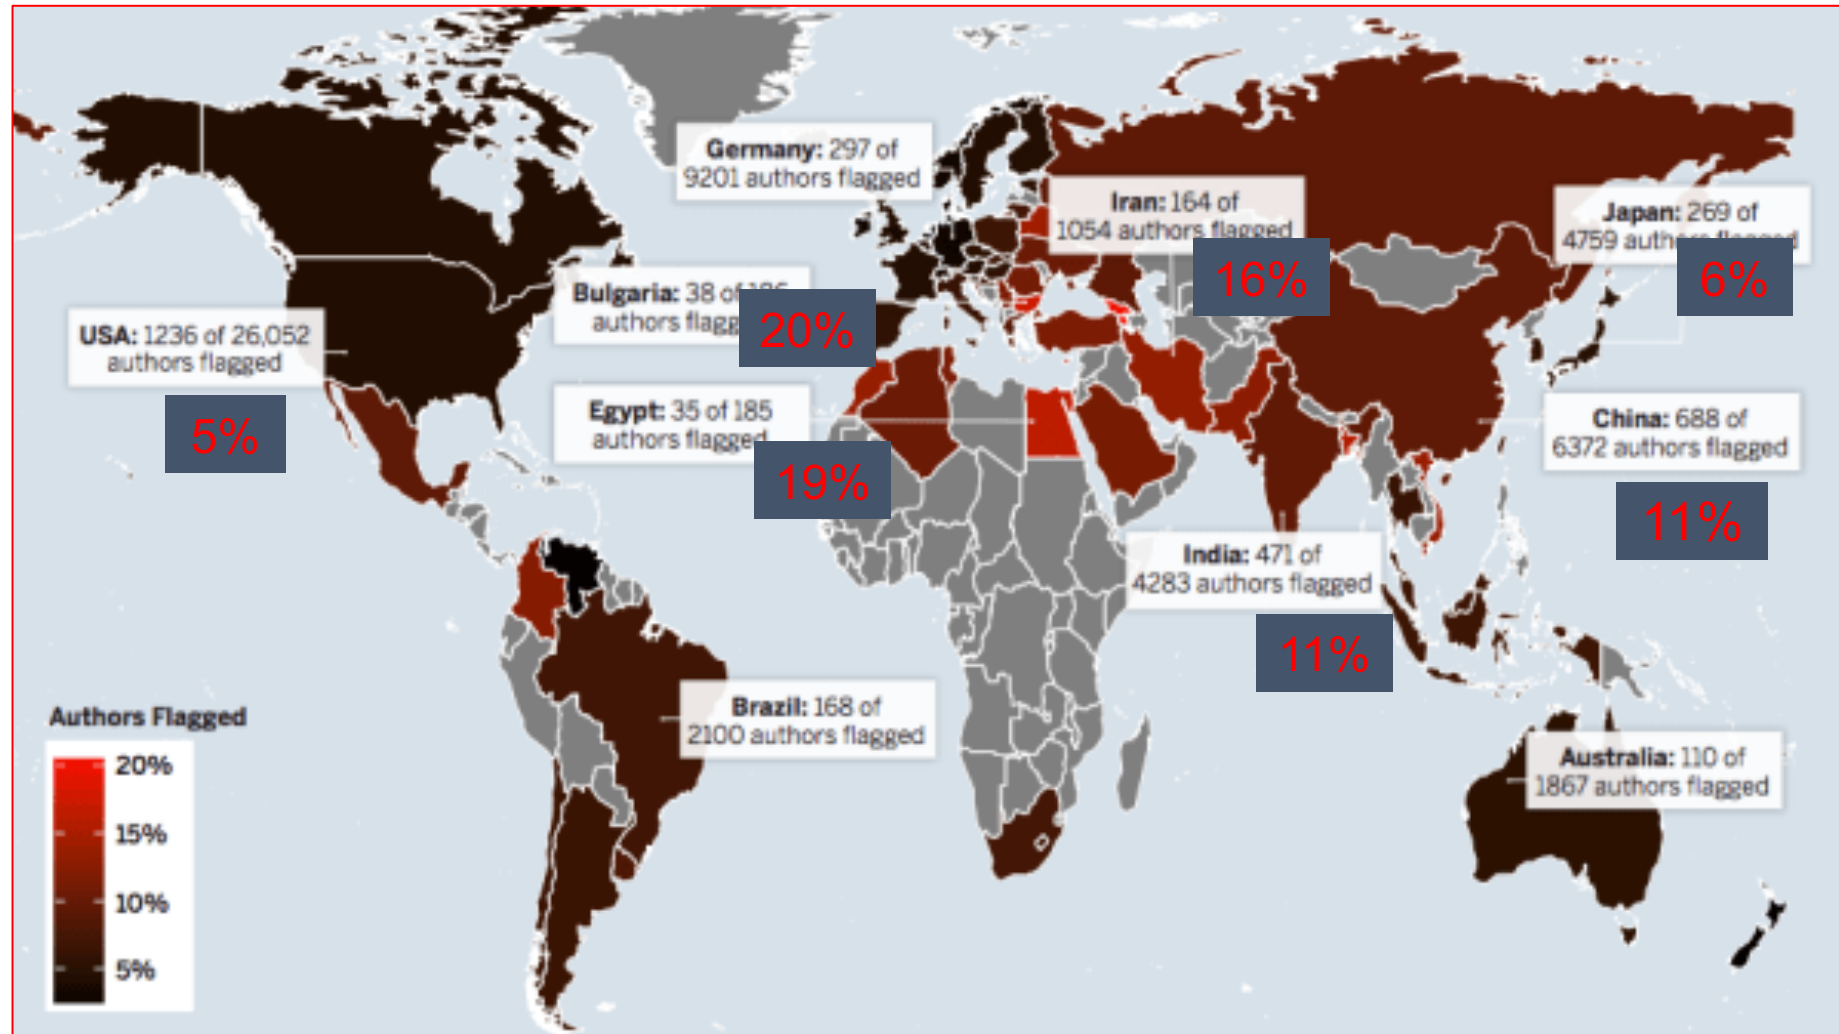 Germany: 297 of
9201 authors flagged
Iran: 164 of
1054 authors flagged
16%
Japan: 269 of
4759 authors flagged
6%
Bulgaria: 38 of 186
authors
20%
USA: 1236 of 26,052
authors flagged
5%
Egypt: 35 of 185
authors flagged
19%
China: 688 of
6372 authors flagged
11%
India: 471 of
4283 authors flagged
11%
Brazil: 168 of
2100 authors flagged
Australia: 110 of
1867 authors flagged
Authors Flagged
20%
15%
10%
5%